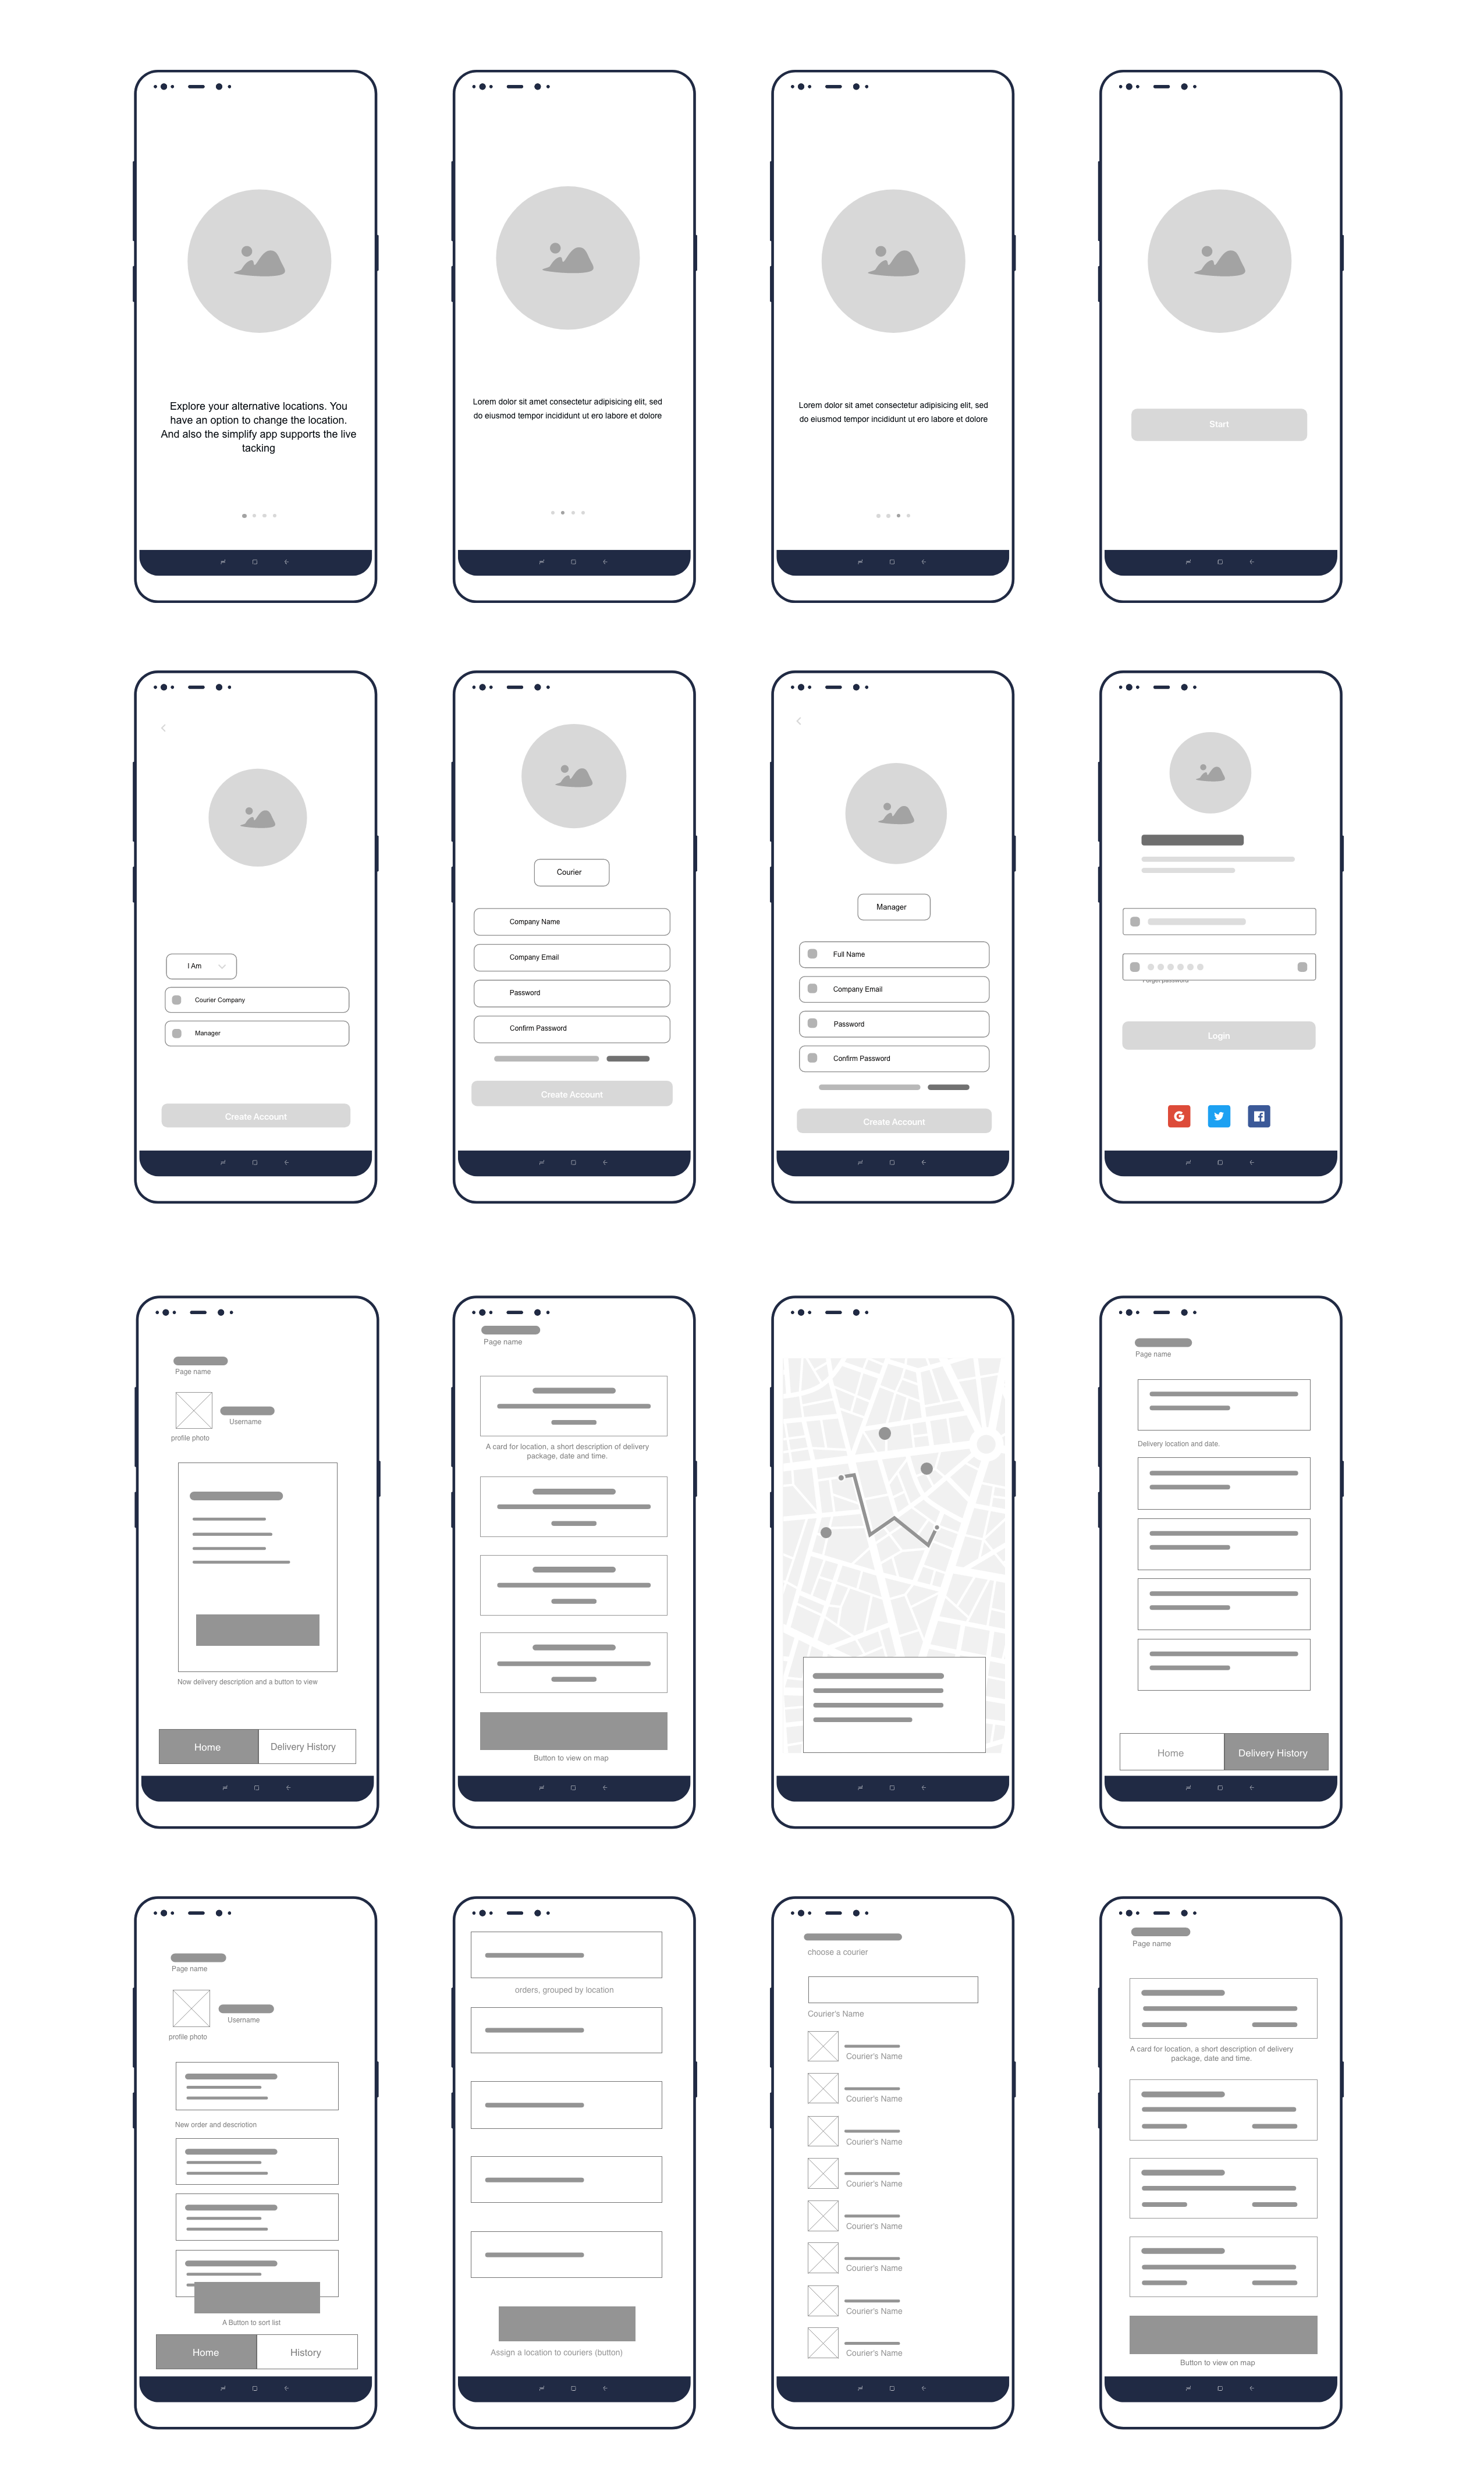 Explore your alternative locations. You
have an option to change the location.
And also the simplify app supports the live
tacking
Lorem dolor sit amet consectetur adipisicing elit, sed
do eiusmod tempor incididunt ut ero labore et dolore
Lorem dolor sit amet consectetur adipisicing elit, sed
do eiusmod tempor incididunt ut ero labore et dolore
Start
I Am
Courier Company
Manager
Create Account
Courier
Company Name
Company Email
Password
Confirm Password
Create Account
Manager
Full Name
Company Email
Password
Confirm Password
Create Account
Forget password
Login
Page name
Username
profile photo
Now delivery description and a button to view
Home
Delivery History
Page name
A card for location, a short description of delivery
package, date and time.
Button to view on map
Page name
Delivery location and date.
Home
Delivery History
Page name
Username
profile photo
New order and description
A Button to sort list
Home
History
orders, grouped by location
Assign a location to couriers (button)
choose a courier
Courier's Name
Courier's Name
Courier's Name
Courier's Name
Courier's Name
Courier's Name
Courier's Name
Courier's Name
Courier's Name
Page name
A card for location, a short description of delivery
package, date and time.
Button to view on map